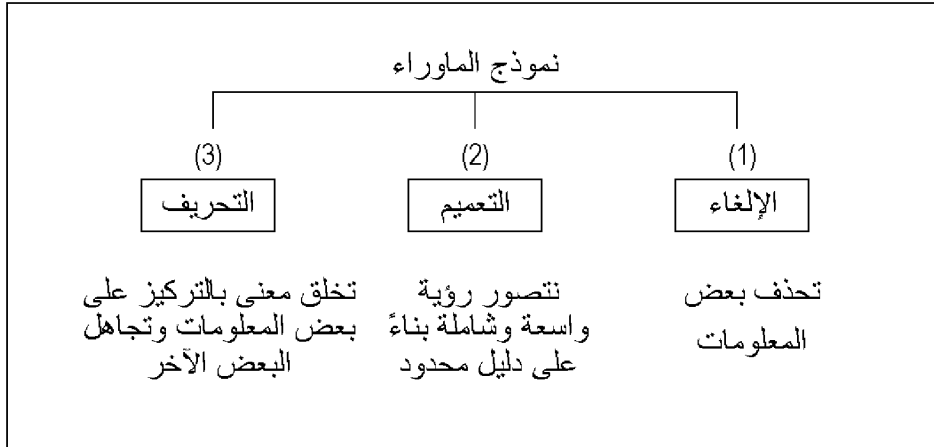 نموذج الماوراء
(1)
الإلغاء
تحذف بعض
المعلومات
(2)
التعميم
نتصور رؤية
واسعة وشاملة بناءً
على دليل محدود
(3)
التحريف
تخلق معنى بالتركيز على
بعض المعلومات وتجاهل
البعض الآخر